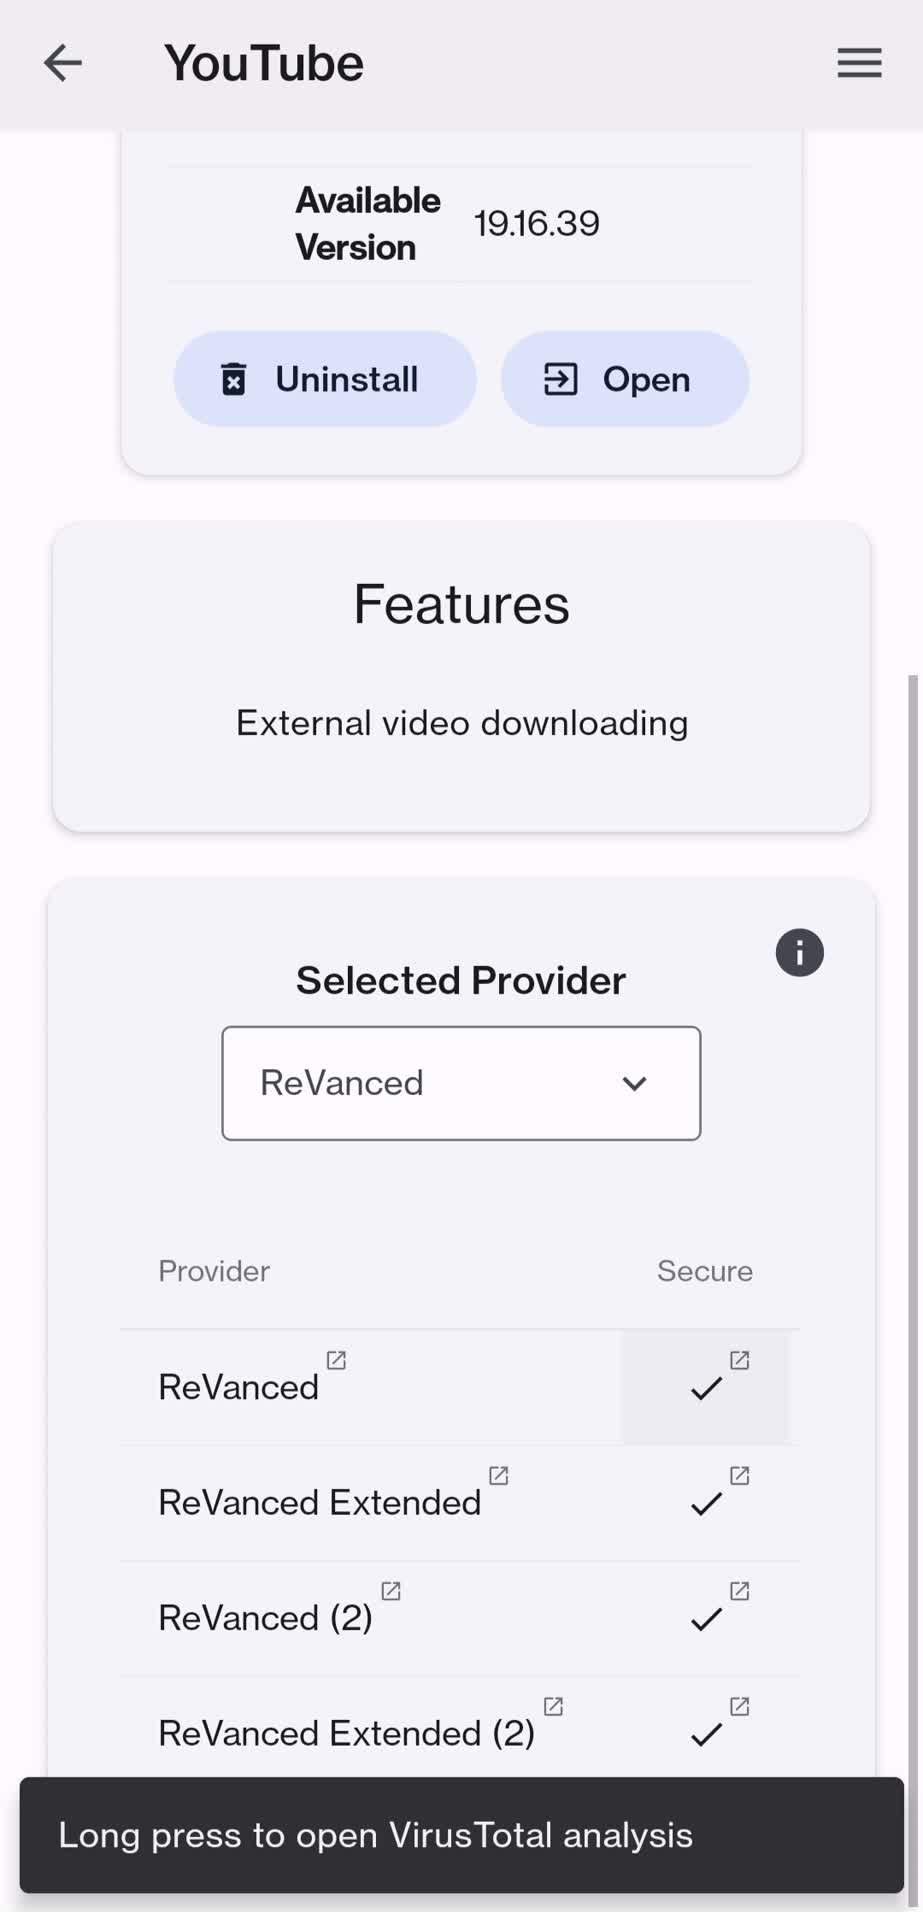 YouTube
Available
Version
19.16.39
Uninstall
Open
Features
External video downloading
Selected Provider
ReVanced
Provider
Secure
ReVanced
ReVanced Extended
ReVanced (2)
ReVanced Extended (2)
Long press to open VirusTotal analysis